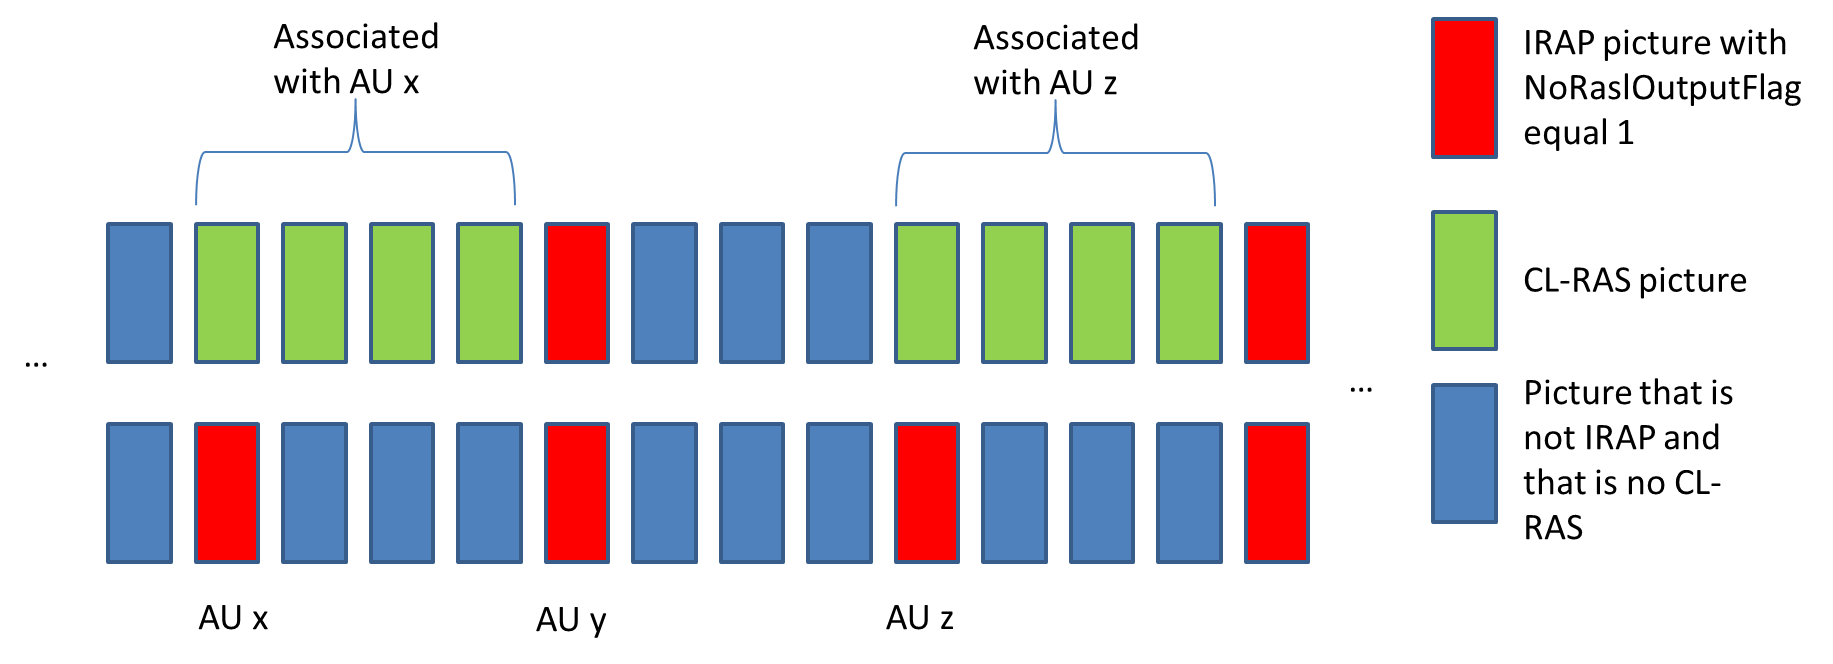 Associated
with AU x
Associated
with AU z
IRAP picture with
NoRaslOutputFlag
equal 1
CL-RAS picture
...
...
Picture that is
not IRAP and
that is no CL-
RAS
AU x
AU y
AU z